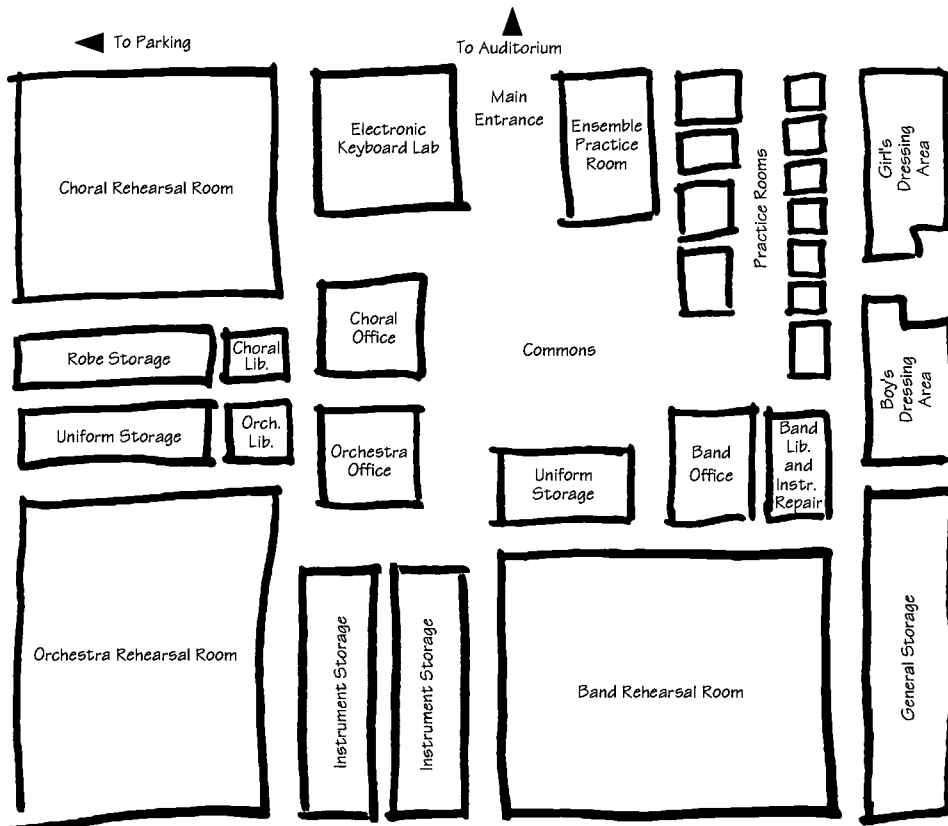 To Parking
To Auditorium
Main
Entrance
Electronic
Keyboard Lab
Ensemble
Practice
Room
Practice Rooms
Girl's
Dressing
Area
Choral Rehearsal Room
Choral
Office
Commons
Robe Storage
Choral
Lib.
Boy's
Dressing
Area
Uniform Storage
Orch.
Lib.
Orchestra
Office
Uniform
Storage
Band
Office
Band
Lib.
and
Instr.
Repair
Orchestra Rehearsal Room
Instrument Storage
Instrument Storage
Band Rehearsal Room
General Storage